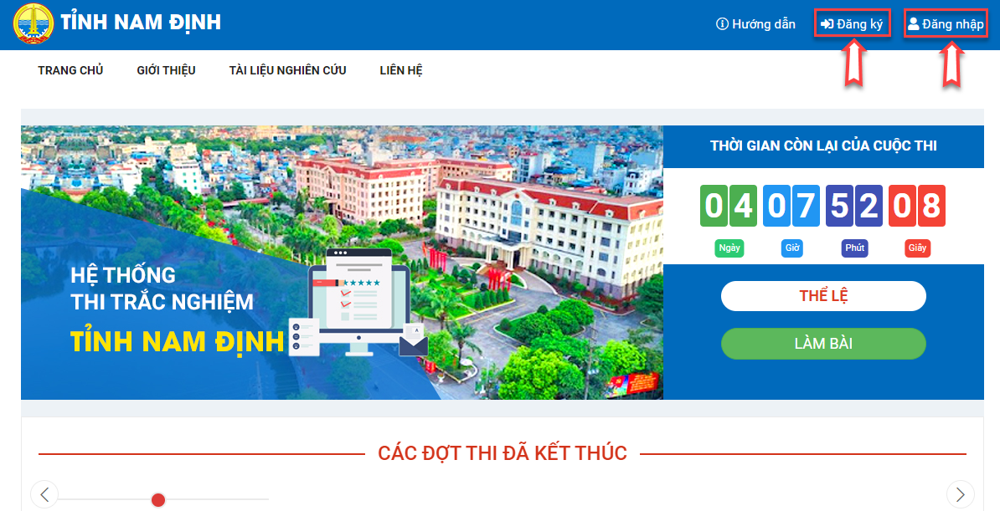 TỈNH NAM ĐỊNH
Hướng dẫn
Đăng ký
Đăng nhập
TRANG CHỦ
GIỚI THIỆU
TÀI LIỆU NGHIÊN CỨU
LIÊN HỆ
HỆ THỐNG
THI TRẮC NGHIỆM
TỈNH NAM ĐỊNH
THỜI GIAN CÒN LẠI CỦA CUỘC THI
04 07 52 08
Ngày Giờ Phút Giây
THỂ LỆ
LÀM BÀI
CÁC ĐỢT THI ĐÃ KẾT THÚC